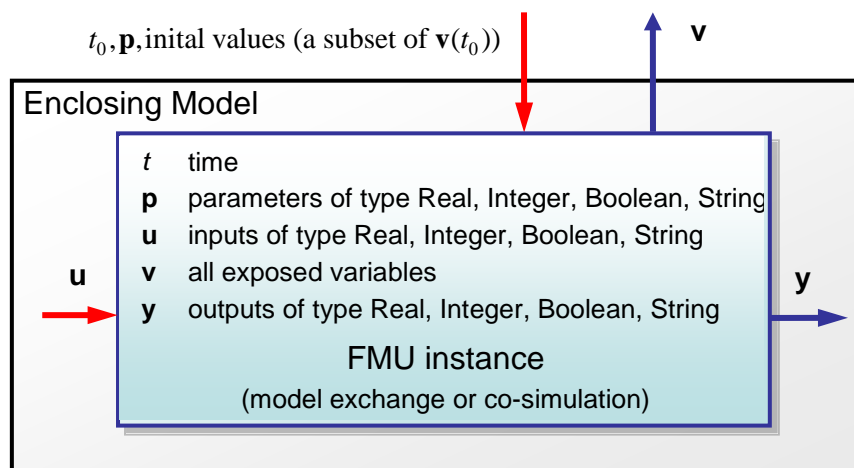 t₀, p, inital values (a subset of v(t₀))
v
Enclosing Model
t time
p parameters of type Real, Integer, Boolean, String
u inputs of type Real, Integer, Boolean, String
v all exposed variables
y outputs of type Real, Integer, Boolean, String
u
y
FMU instance
(model exchange or co-simulation)